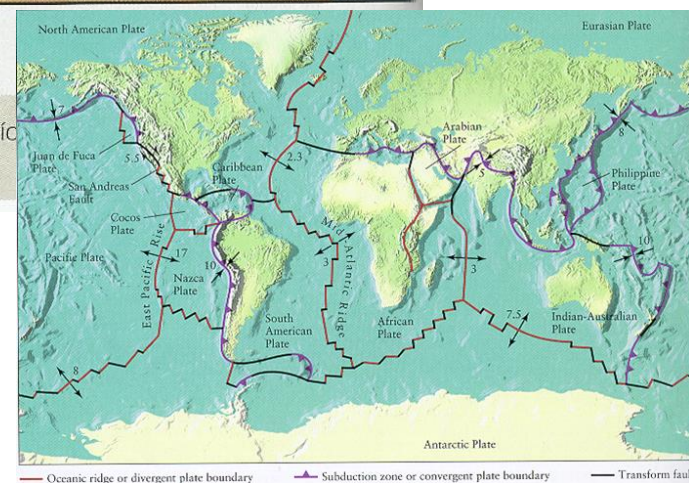 North American Plate
Eurasian Plate
7
8
Arabian
Plate
Juan de Fuca
Plate
5.5
2.3
Caribbean
Plate
5
San Andreas
Fault
Philippine
Plate
Cocos
Plate
Mid-Atlantic Ridge
Pacific Plate
East Pacific Rise
17
10
Nazca
Plate
3
3
10
South
American
Plate
African
Plate
7.5
Indian-Australian
Plate
8
Antarctic Plate
Oceanic ridge or divergent plate boundary
Subduction zone or convergent plate boundary
Transform